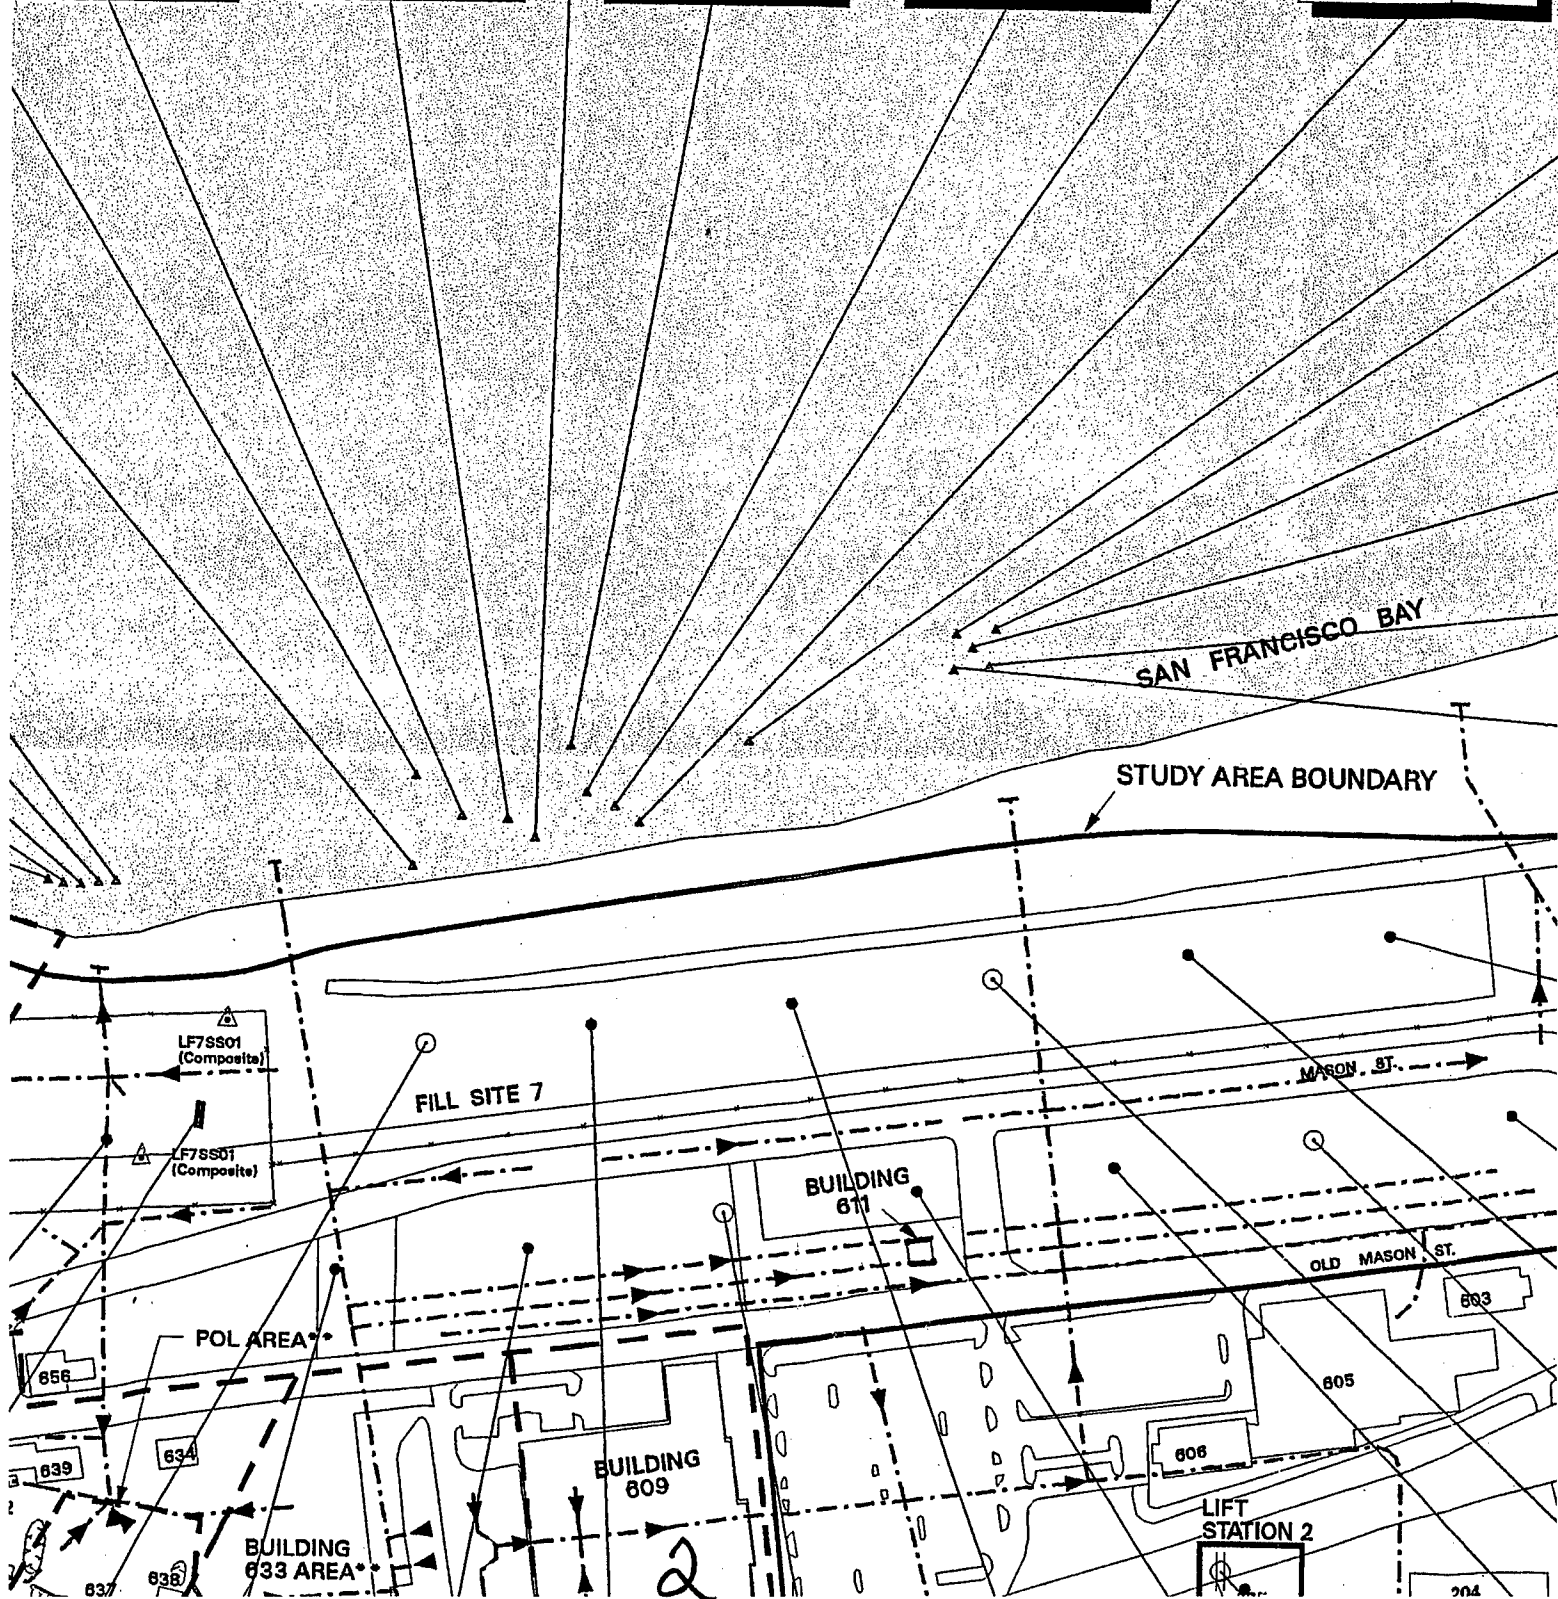 SAN FRANCISCO BAY
STUDY AREA BOUNDARY
LF7SS01
(Composite)
FILL SITE 7
MASON ST.
LF7SS01
(Composite)
BUILDING
611
OLD MASON ST.
603
POL AREA**
656
605
634
639
BUILDING
609
606
LIFT
STATION 2
BUILDING
633 AREA**
637
638
2
204